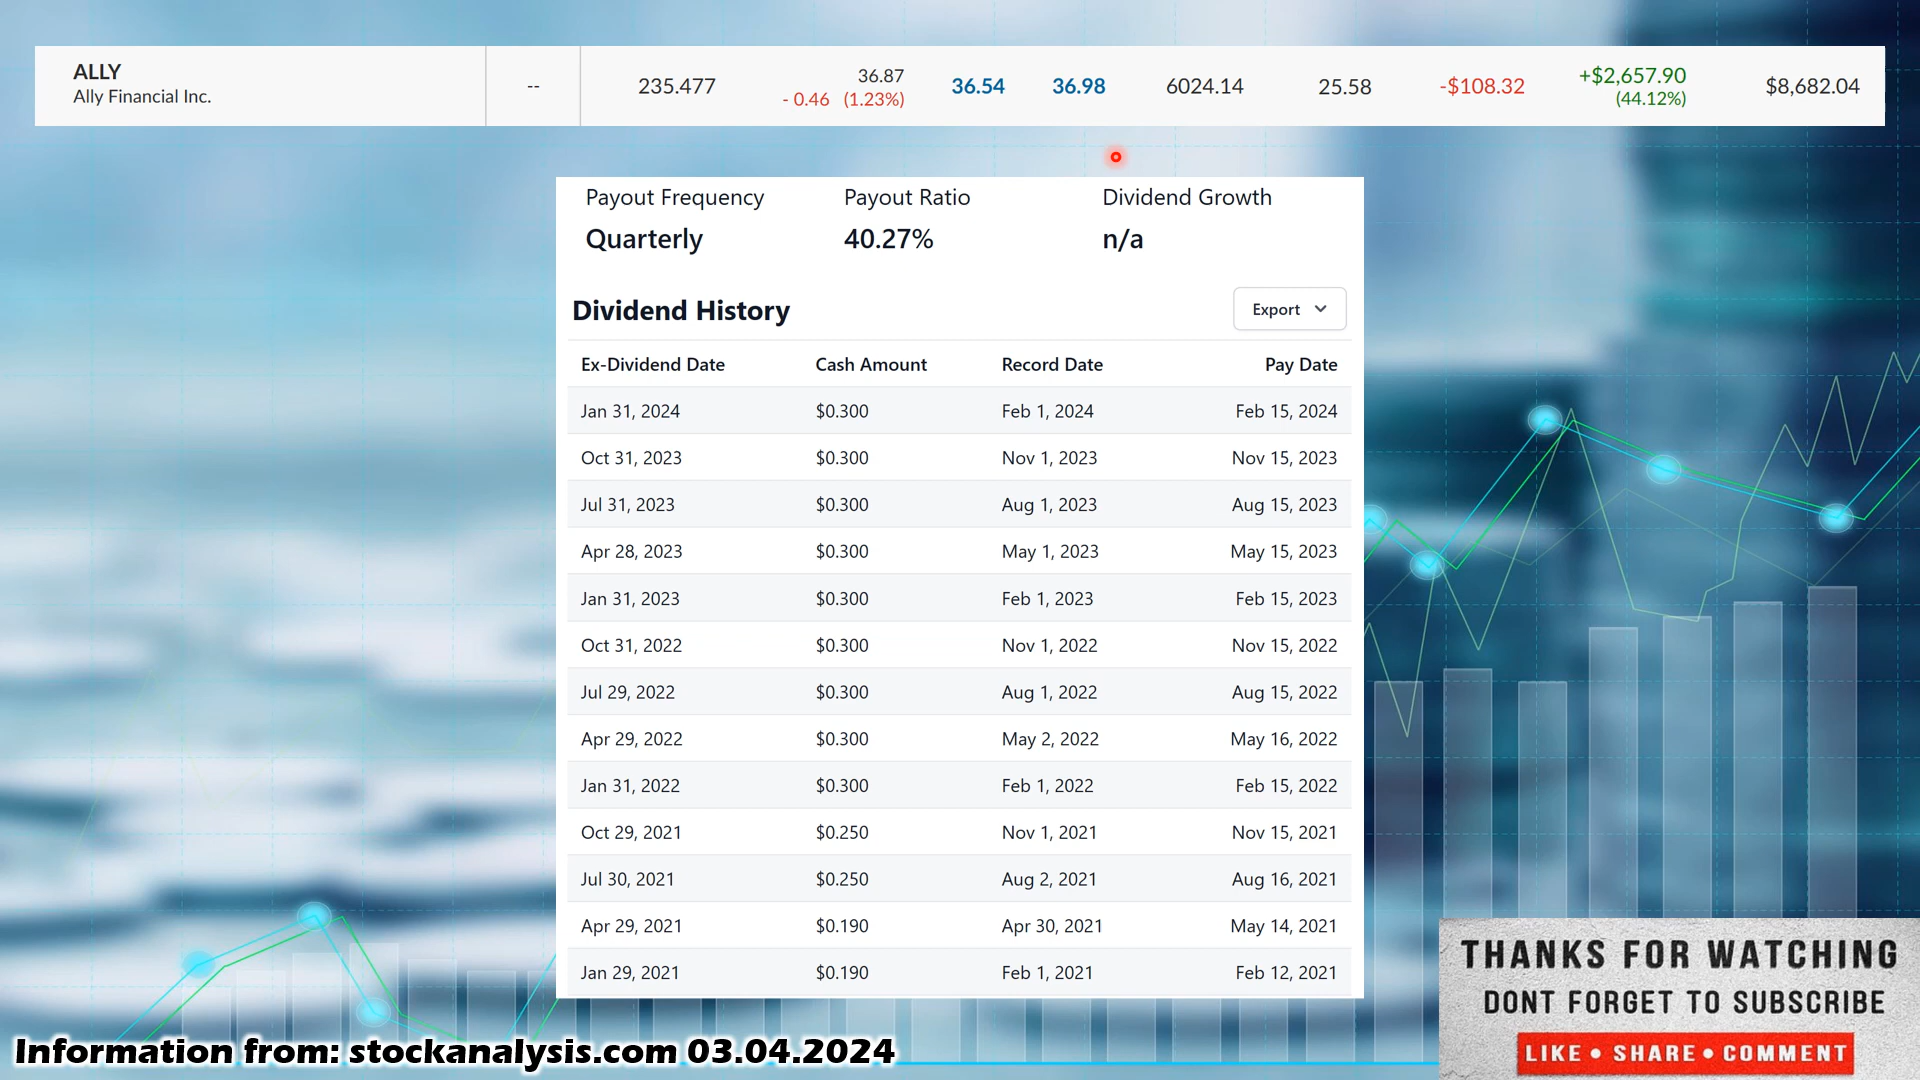 ALLY
Ally Financial Inc.
--
235.477
36.87
- 0.46 (1.23%)
36.54
36.98
6024.14
25.58
-$108.32
+$2,657.90
(44.12%)
$8,682.04
Payout Frequency Payout Ratio Dividend Growth
Quarterly 40.27% n/a
Dividend History Export
Ex-Dividend Date Cash Amount Record Date Pay Date
Jan 31, 2024 $0.300 Feb 1, 2024 Feb 15, 2024
Oct 31, 2023 $0.300 Nov 1, 2023 Nov 15, 2023
Jul 31, 2023 $0.300 Aug 1, 2023 Aug 15, 2023
Apr 28, 2023 $0.300 May 1, 2023 May 15, 2023
Jan 31, 2023 $0.300 Feb 1, 2023 Feb 15, 2023
Oct 31, 2022 $0.300 Nov 1, 2022 Nov 15, 2022
Jul 29, 2022 $0.300 Aug 1, 2022 Aug 15, 2022
Apr 29, 2022 $0.300 May 2, 2022 May 16, 2022
Jan 31, 2022 $0.300 Feb 1, 2022 Feb 15, 2022
Oct 29, 2021 $0.250 Nov 1, 2021 Nov 15, 2021
Jul 30, 2021 $0.250 Aug 2, 2021 Aug 16, 2021
Apr 29, 2021 $0.190 Apr 30, 2021 May 14, 2021
Jan 29, 2021 $0.190 Feb 1, 2021 Feb 12, 2021
THANKS FOR WATCHING
DONT FORGET TO SUBSCRIBE
LIKE • SHARE • COMMENT
Information from: stockanalysis.com 03.04.2024